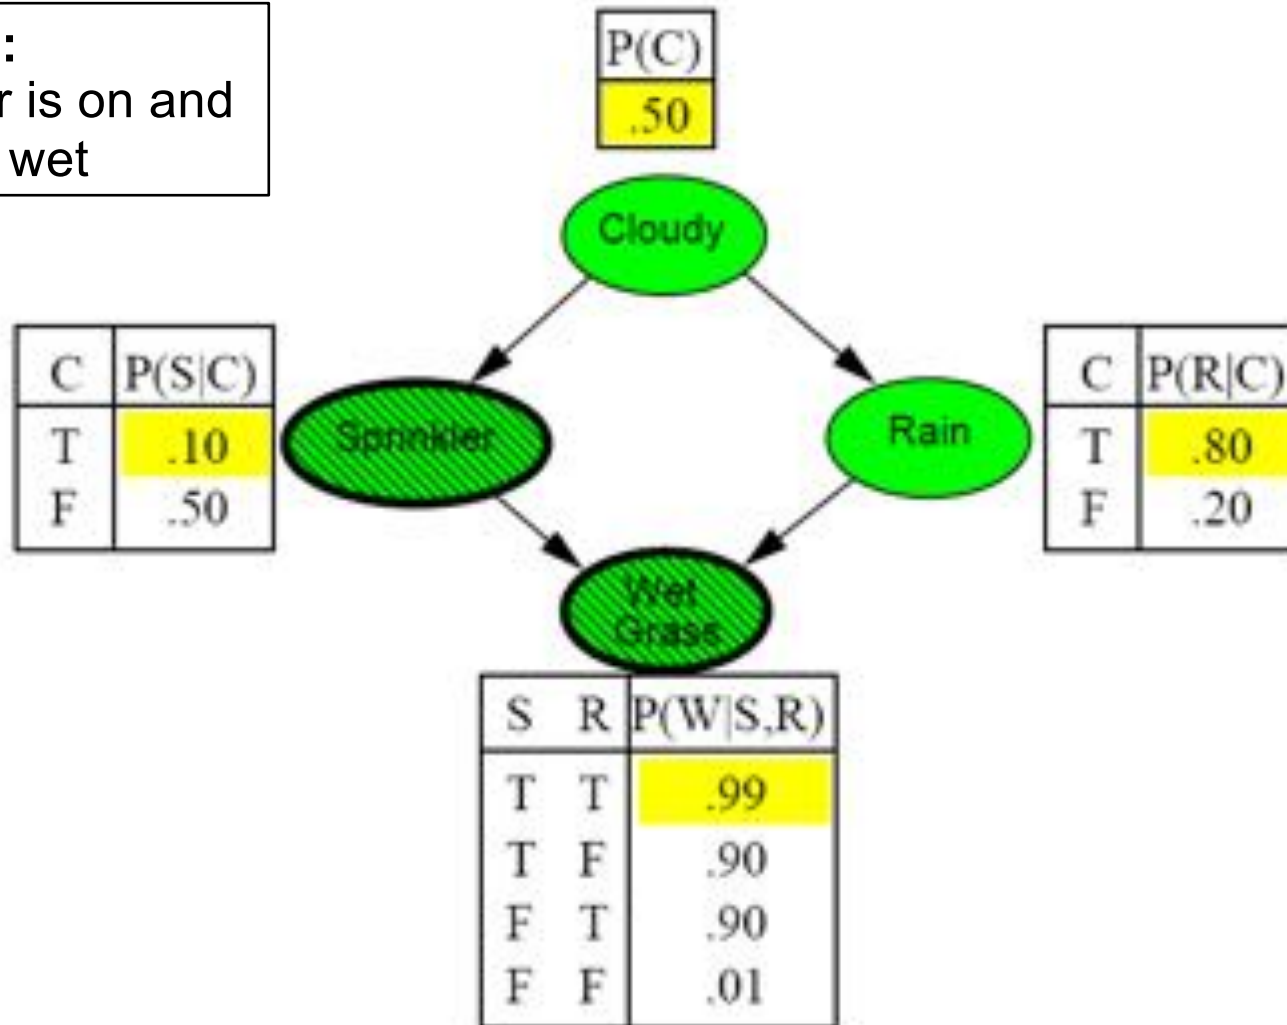 :
r is on and
wet
P(C)
.50
Cloudy
C P(S|C)
T .10
F .50
Sprinkler
Rain
C P(R|C)
T .80
F .20
Wet
Grass
S R P(W|S,R)
T T .99
T F .90
F T .90
F F .01